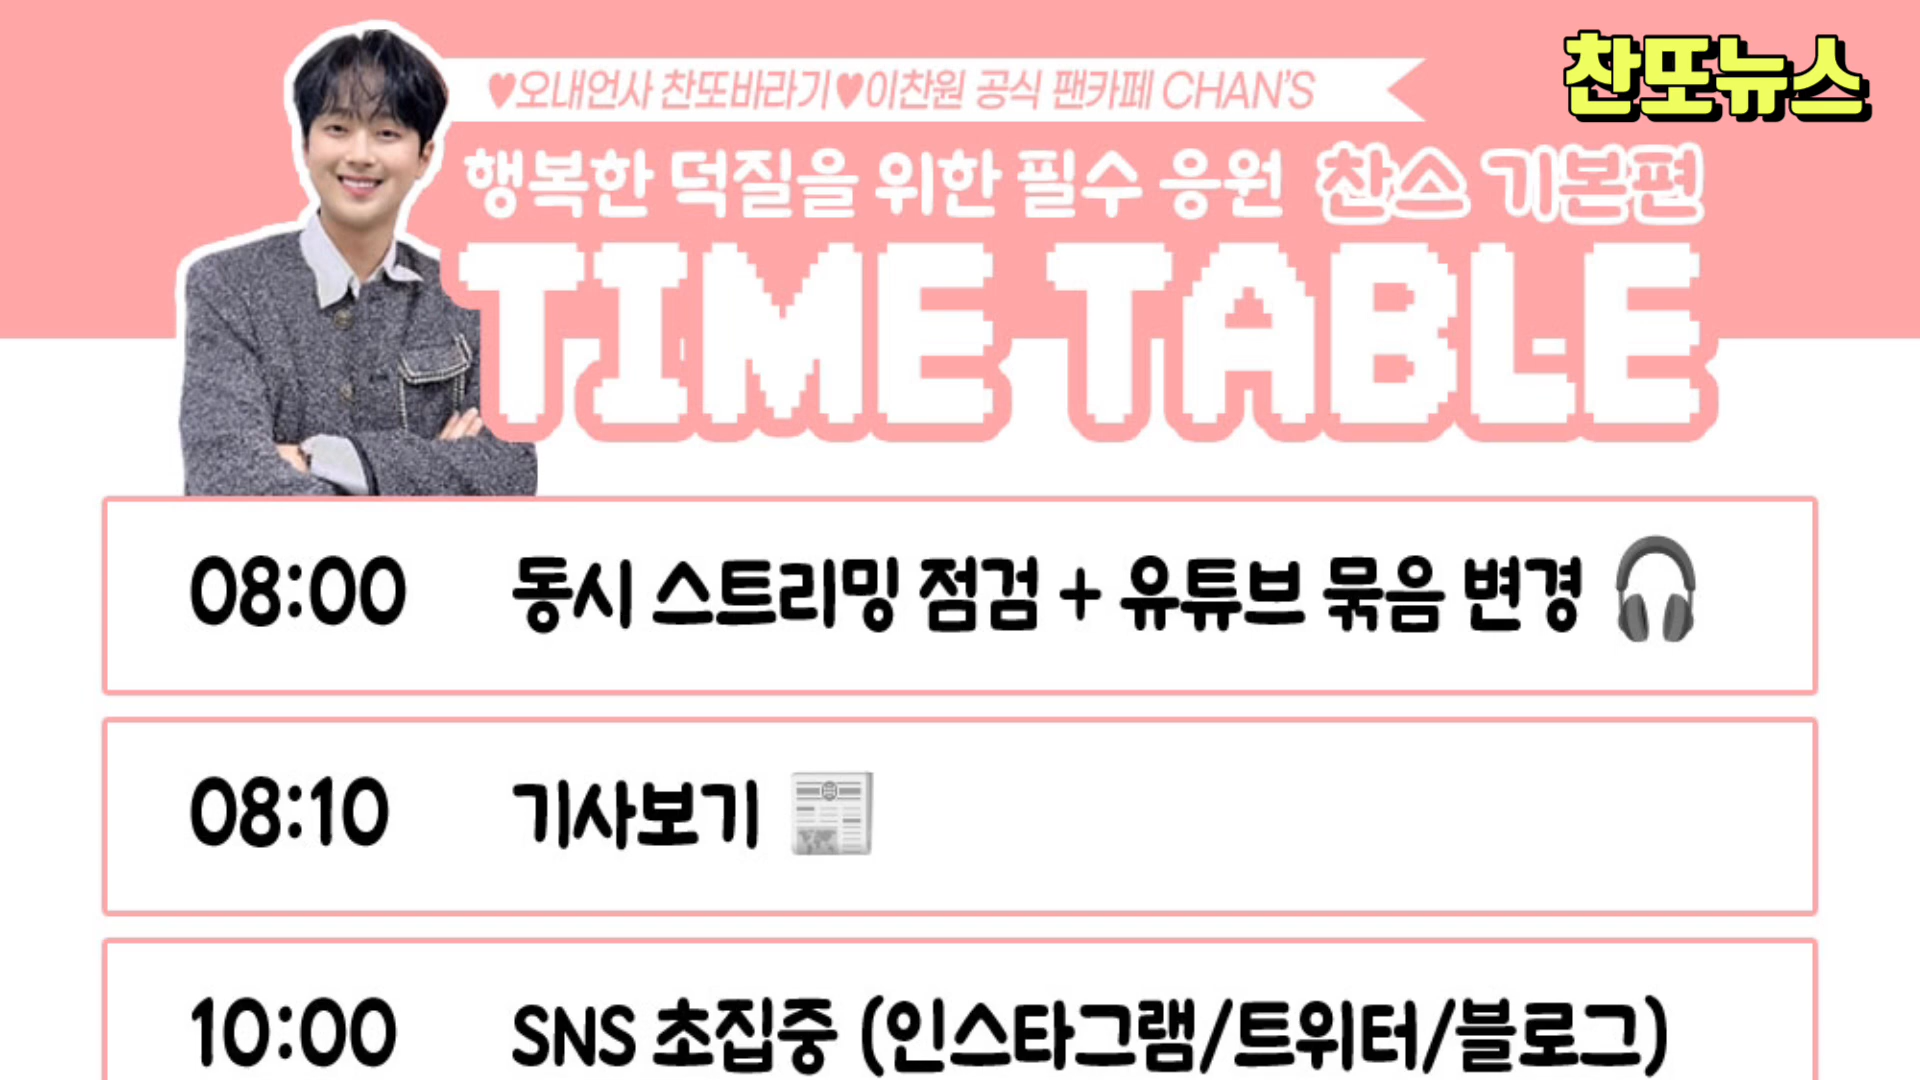 ♥오내언사 찬또바라기♥이찬원 공식 팬카페 CHAN'S
찬또뉴스
행복한 덕질을 위한 필수 응원 찬스 기본편
TIME TABLE
08:00 동시 스트리밍 점검 + 유튜브 묶음 변경
08:10 기사보기
10:00 SNS 초집중 (인스타그램/트위터/블로그)